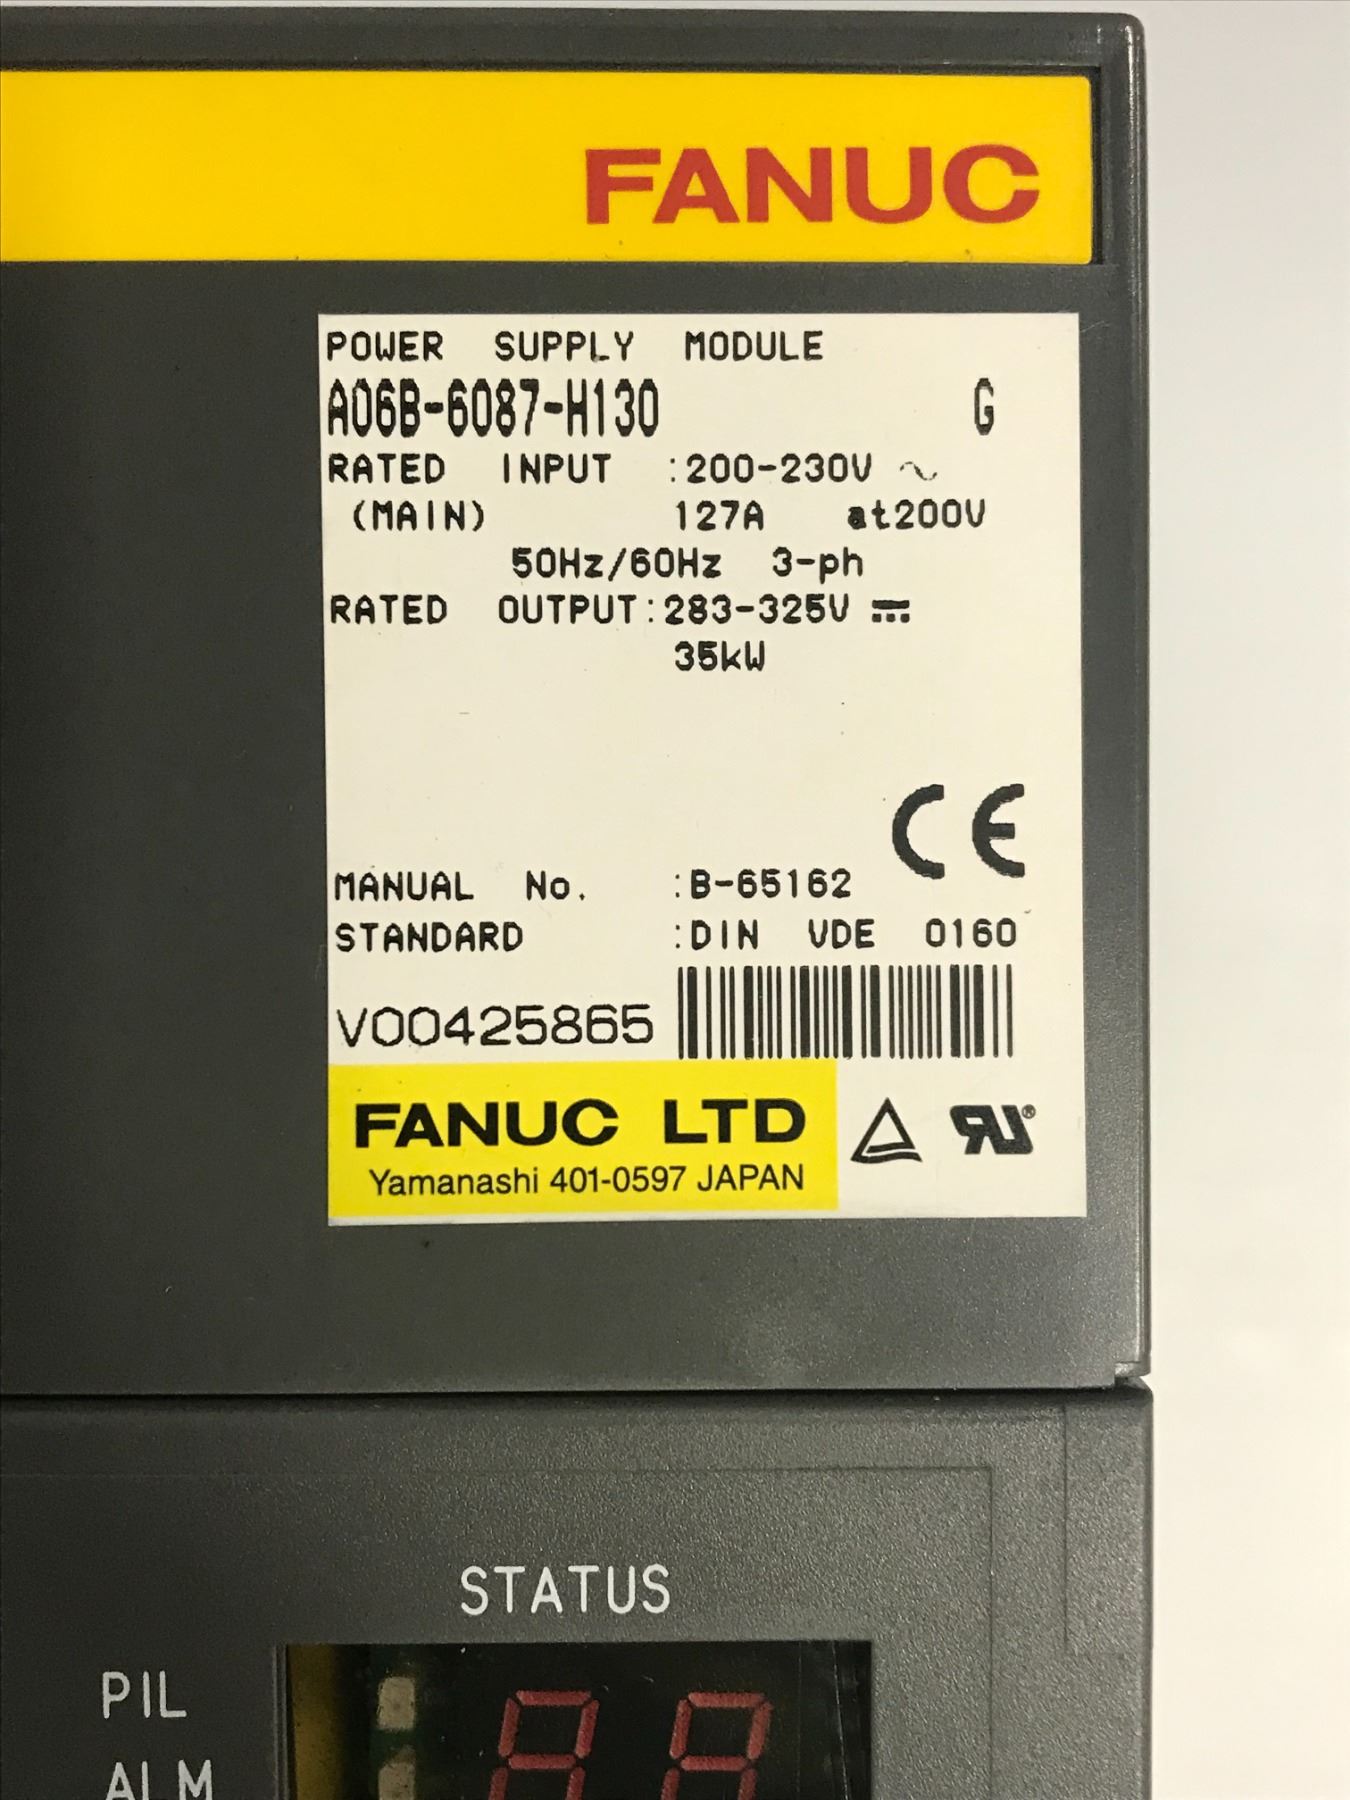 FANUC
POWER SUPPLY MODULE
A06B-6087-H130 G
RATED INPUT :200-230V ∿
(MAIN) 127A at200V
50Hz/60Hz 3-ph
RATED OUTPUT:283-325V ⎓
35kW
CE
MANUAL No. :B-65162
STANDARD :DIN VDE 0160
V00425865
FANUC LTD
Yamanashi 401-0597 JAPAN
RU®
STATUS
PIL
ALM